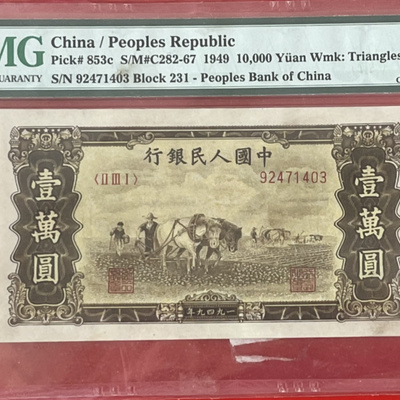 MG
UARANTY
China / Peoples Republic
Pick# 853c S/M#C282-67 1949 10,000 Yüan Wmk: Triangles
S/N 92471403 Block 231 - Peoples Bank of China
中國人民銀行
〈II III I〉 92471403
壹萬圓
壹萬圓
一九四九年